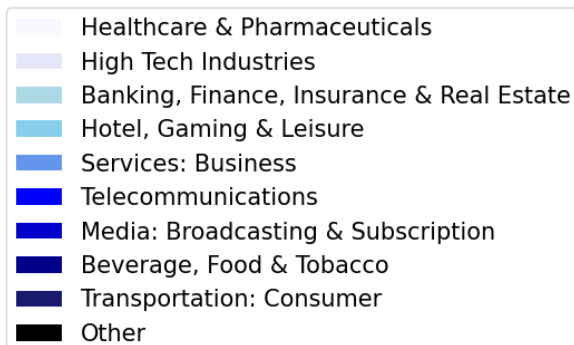 Healthcare & Pharmaceuticals
High Tech Industries
Banking, Finance, Insurance & Real Estate
Hotel, Gaming & Leisure
Services: Business
Telecommunications
Media: Broadcasting & Subscription
Beverage, Food & Tobacco
Transportation: Consumer
Other